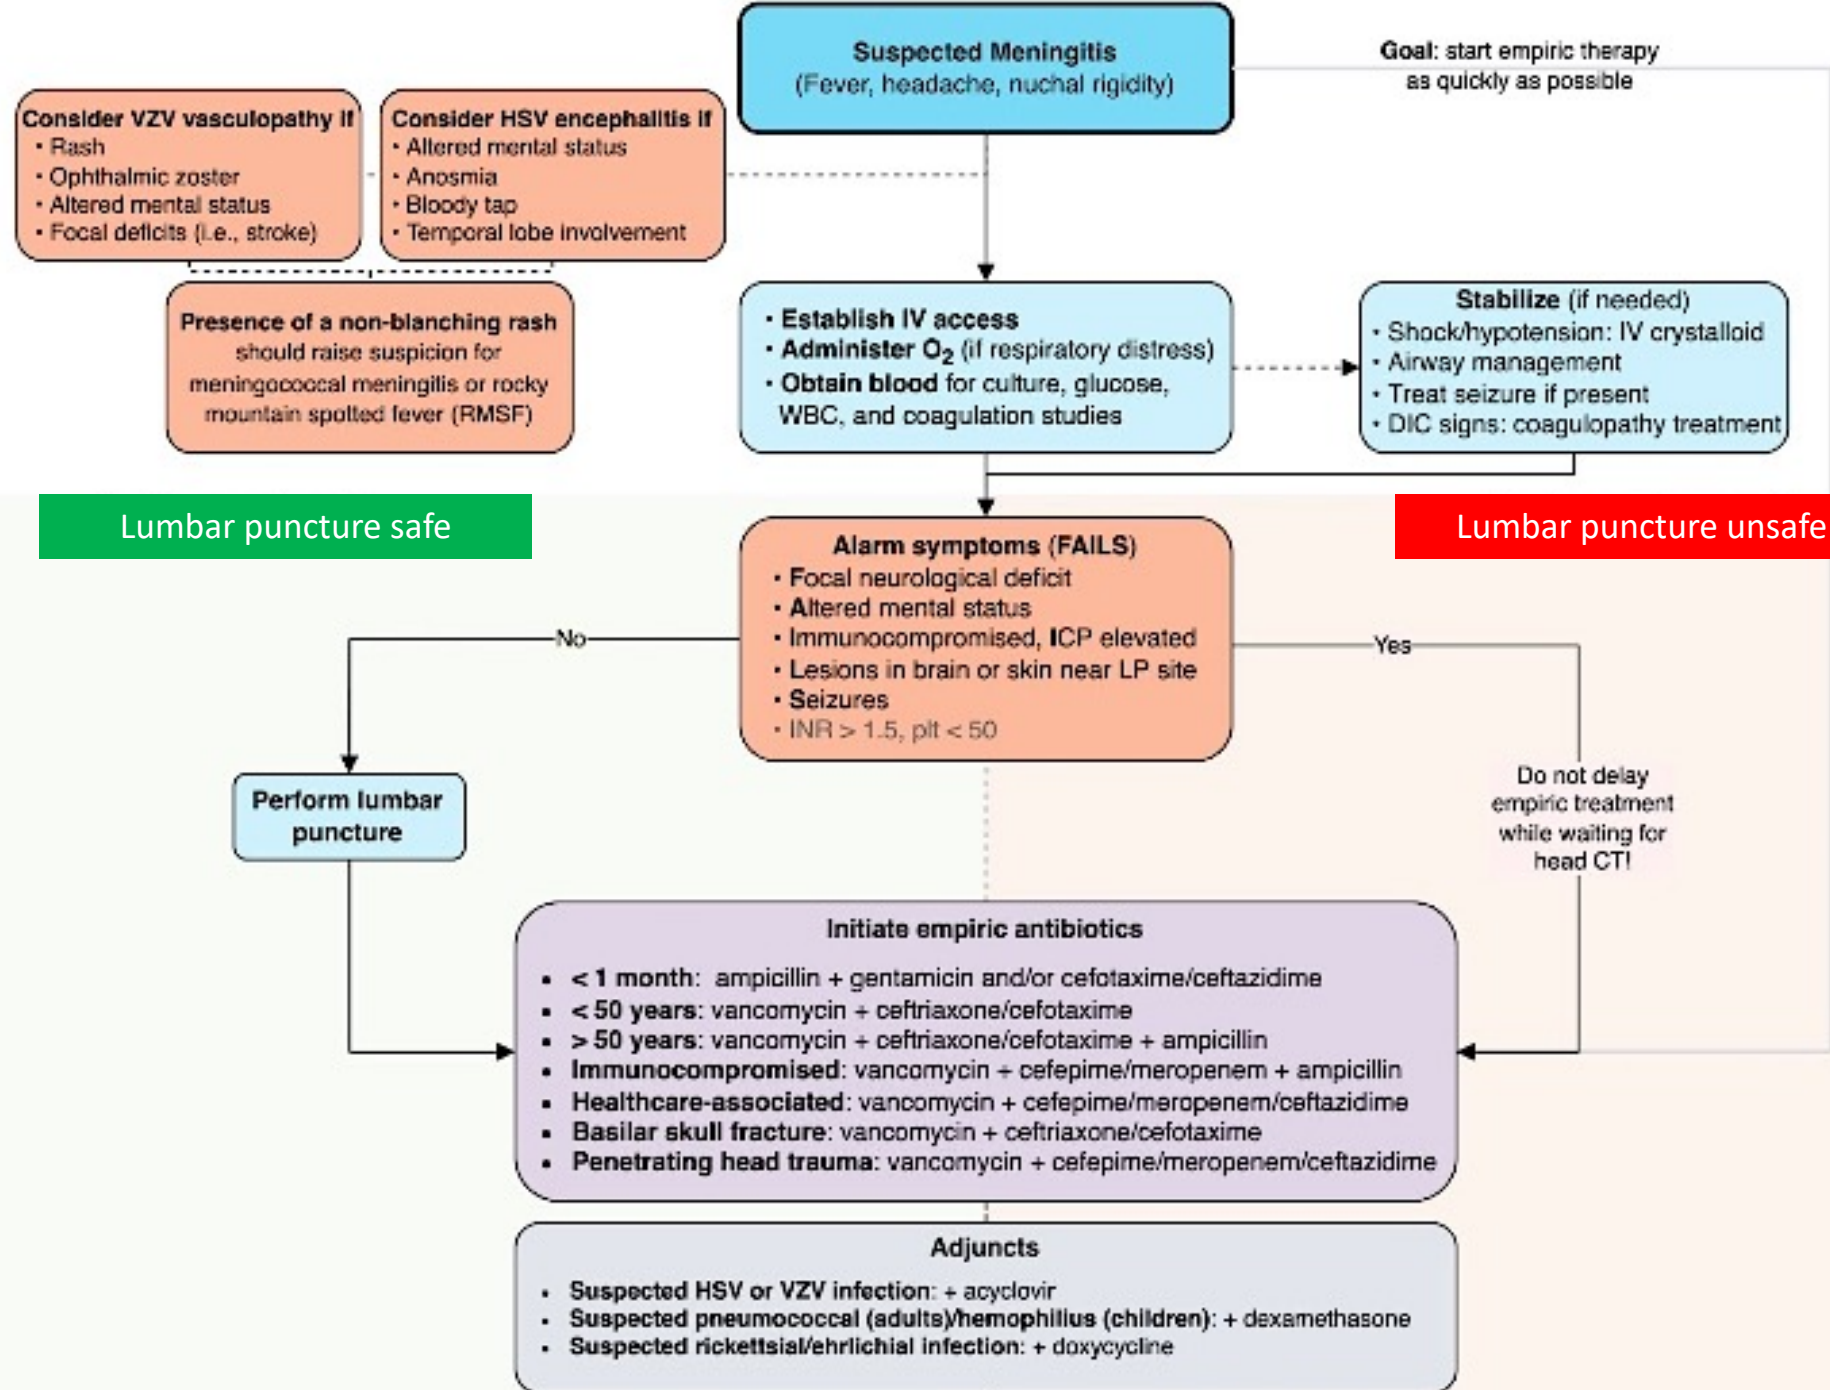 Suspected Meningitis
(Fever, headache, nuchal rigidity)
Goal: start empiric therapy
as quickly as possible
Consider VZV vasculopathy if
• Rash
• Ophthalmic zoster
• Altered mental status
• Focal deficits (i.e., stroke)
Consider HSV encephalitis if
• Altered mental status
• Anosmia
• Bloody tap
• Temporal lobe involvement
Presence of a non-blanching rash
should raise suspicion for
meningococcal meningilis or rocky
mountain spotted fever (RMSF)
• Establish IV access
• Administer O2 (if respiratory distress)
• Obtain blood for culture, glucose,
WBC, and coagulation studies
Stabilize (if needed)
• Shock/hypotension: IV crystalloid
• Airway management
• Treat seizure if present
• DIC signs: coagulopathy treatment
Lumbar puncture safe
Lumbar puncture unsafe
Alarm symptoms (FAILS)
• Focal neurological deficit
• Altered mental status
• Immunocompromised, ICP elevated
• Lesions in brain or skin near LP site
• Seizures
• INR > 1.5, plt < 50
No
Yes
Perform lumbar
puncture
Do not delay
empiric treatment
while waiting for
head CT!
Initiate empiric antibiotics
• < 1 month: ampicillin + gentamicin and/or cefotaxime/ceftazidime
• < 50 years: vancomycin + ceftriaxone/cefotaxime
• > 50 years: vancomycin + ceftriaxone/cefotaxime + ampicillin
• Immunocompromised: vancomycin + cefepime/meropenem + ampicillin
• Healthcare-associated: vancomycin + cefepime/meropenem/ceftazidime
• Basilar skull fracture: vancomycin + ceftriaxone/cefotaxime
• Penetrating head trauma: vancomycin + cefepime/meropenem/ceftazidime
Adjuncts
• Suspected HSV or VZV infection: + acyclovir
• Suspected pneumococcal (adults)/hemophilius (children): + dexamethasone
• Suspected rickettsial/ehrlichial infection: + doxycycline